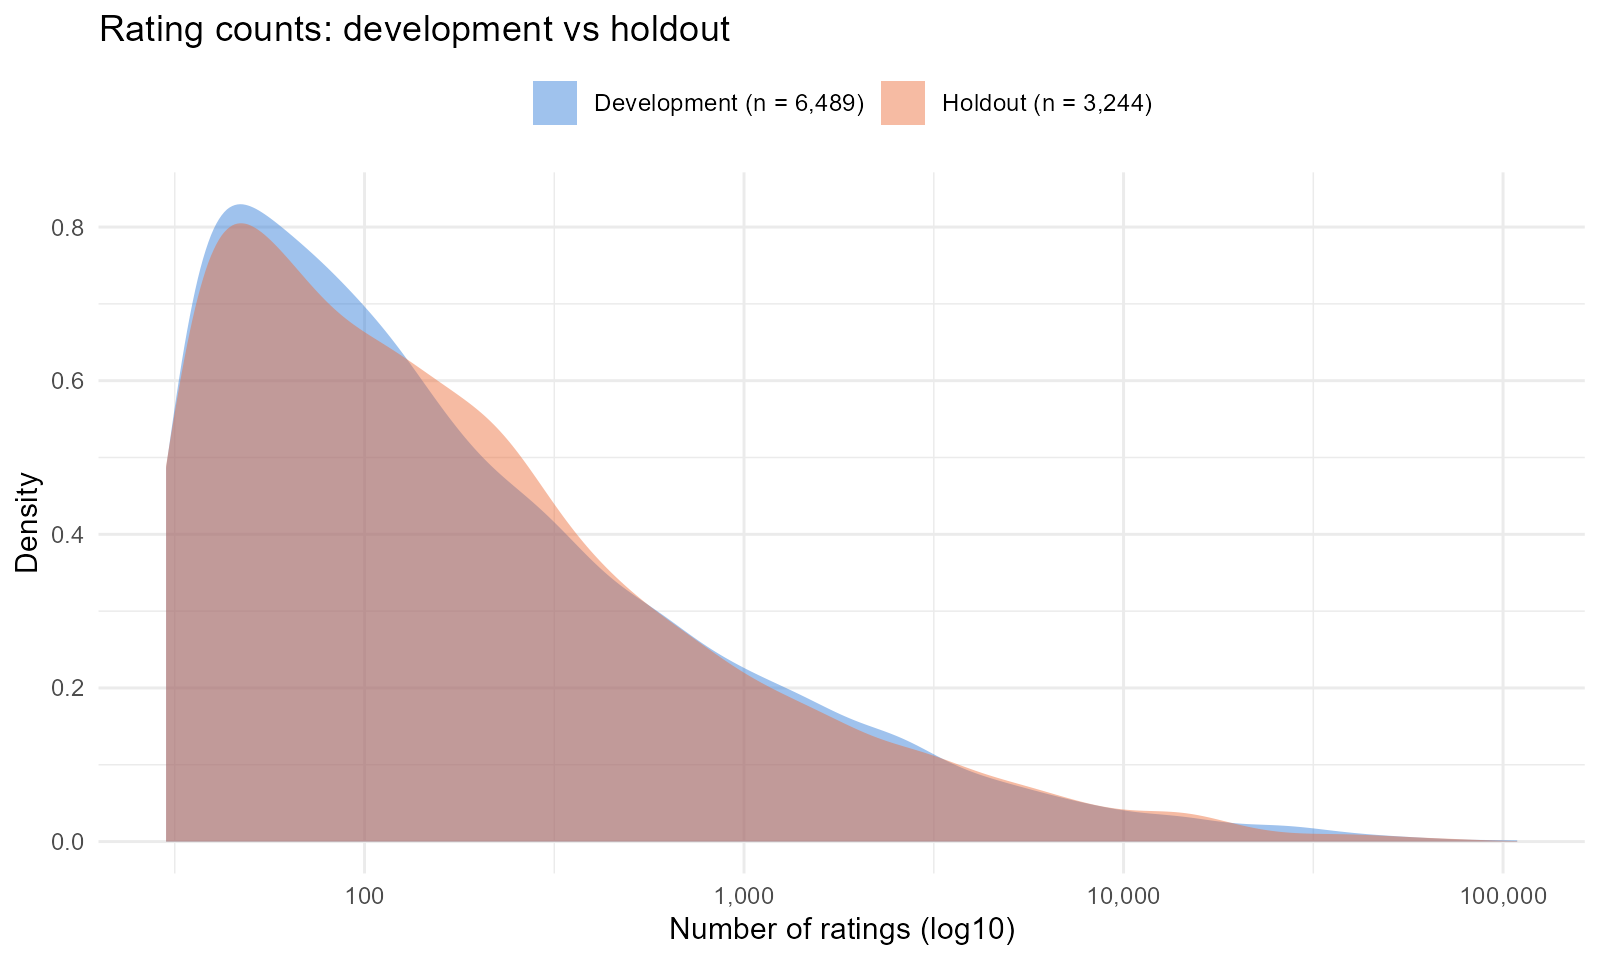 Rating counts: development vs holdout
Development (n = 6,489)
Holdout (n = 3,244)
Density
0.8
0.6
0.4
0.2
0.0
100
1,000
10,000
100,000
Number of ratings (log10)